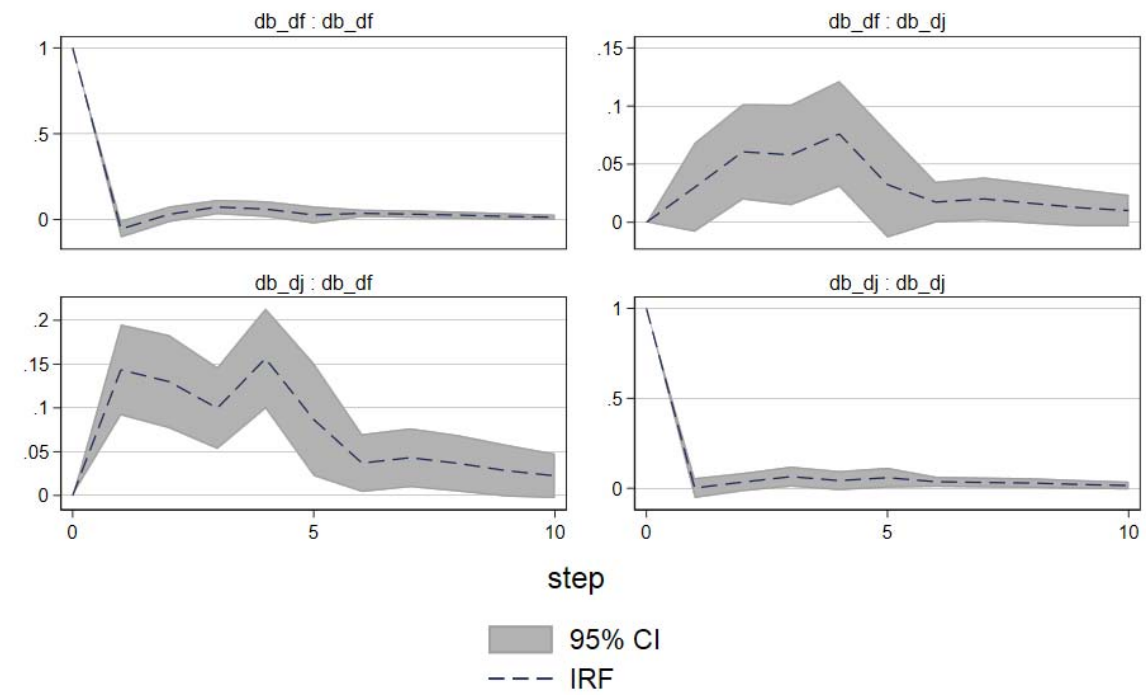 db_df : db_df
db_df : db_dj
1
.5
0
.15
.1
.05
0
db_dj : db_df
db_dj : db_dj
.2
.15
.1
.05
0
1
.5
0
0 5 10
0 5 10
step
95% CI
IRF